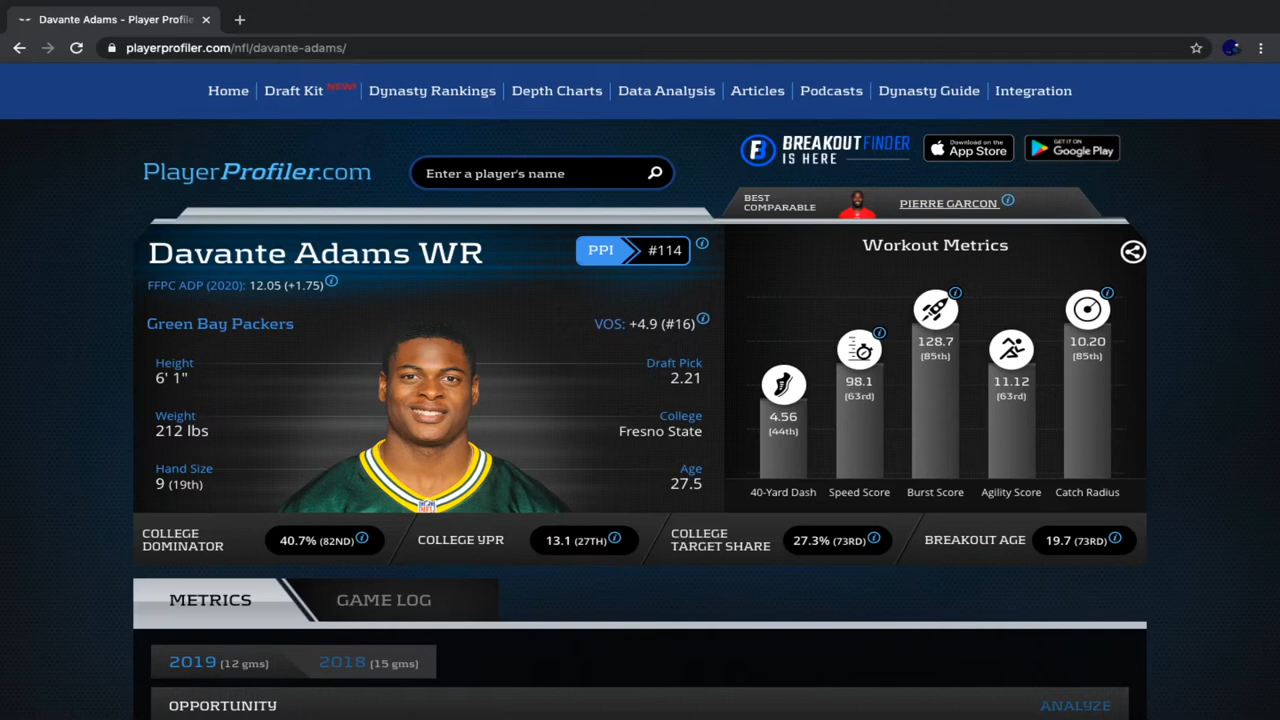 Davante Adams - Player Profile
playerprofiler.com/nfl/davante-adams/
Home
Draft Kit NEW!
Dynasty Rankings
Depth Charts
Data Analysis
Articles
Podcasts
Dynasty Guide
Integration
PlayerProfiler.com
Enter a player's name
BREAKOUTFINDER
IS HERE
Download on the
App Store
GET IT ON
Google Play
BEST
COMPARABLE
PIERRE GARCON
Davante Adams WR
PPI #114
FFPC ADP (2020): 12.05 (+1.75)
Green Bay Packers
VOS: +4.9 (#16)
Height
6' 1"
Weight
212 lbs
Hand Size
9 (19th)
Draft Pick
2.21
College
Fresno State
Age
27.5
Workout Metrics
4.56
(44th)
40-Yard Dash
98.1
(63rd)
Speed Score
128.7
(85th)
Burst Score
11.12
(63rd)
Agility Score
10.20
(85th)
Catch Radius
COLLEGE
DOMINATOR
40.7% (82ND)
COLLEGE YPR
13.1 (27TH)
COLLEGE
TARGET SHARE
27.3% (73RD)
BREAKOUT AGE
19.7 (73RD)
METRICS
GAME LOG
2019 (12 gms)
2018 (15 gms)
OPPORTUNITY
ANALYZE